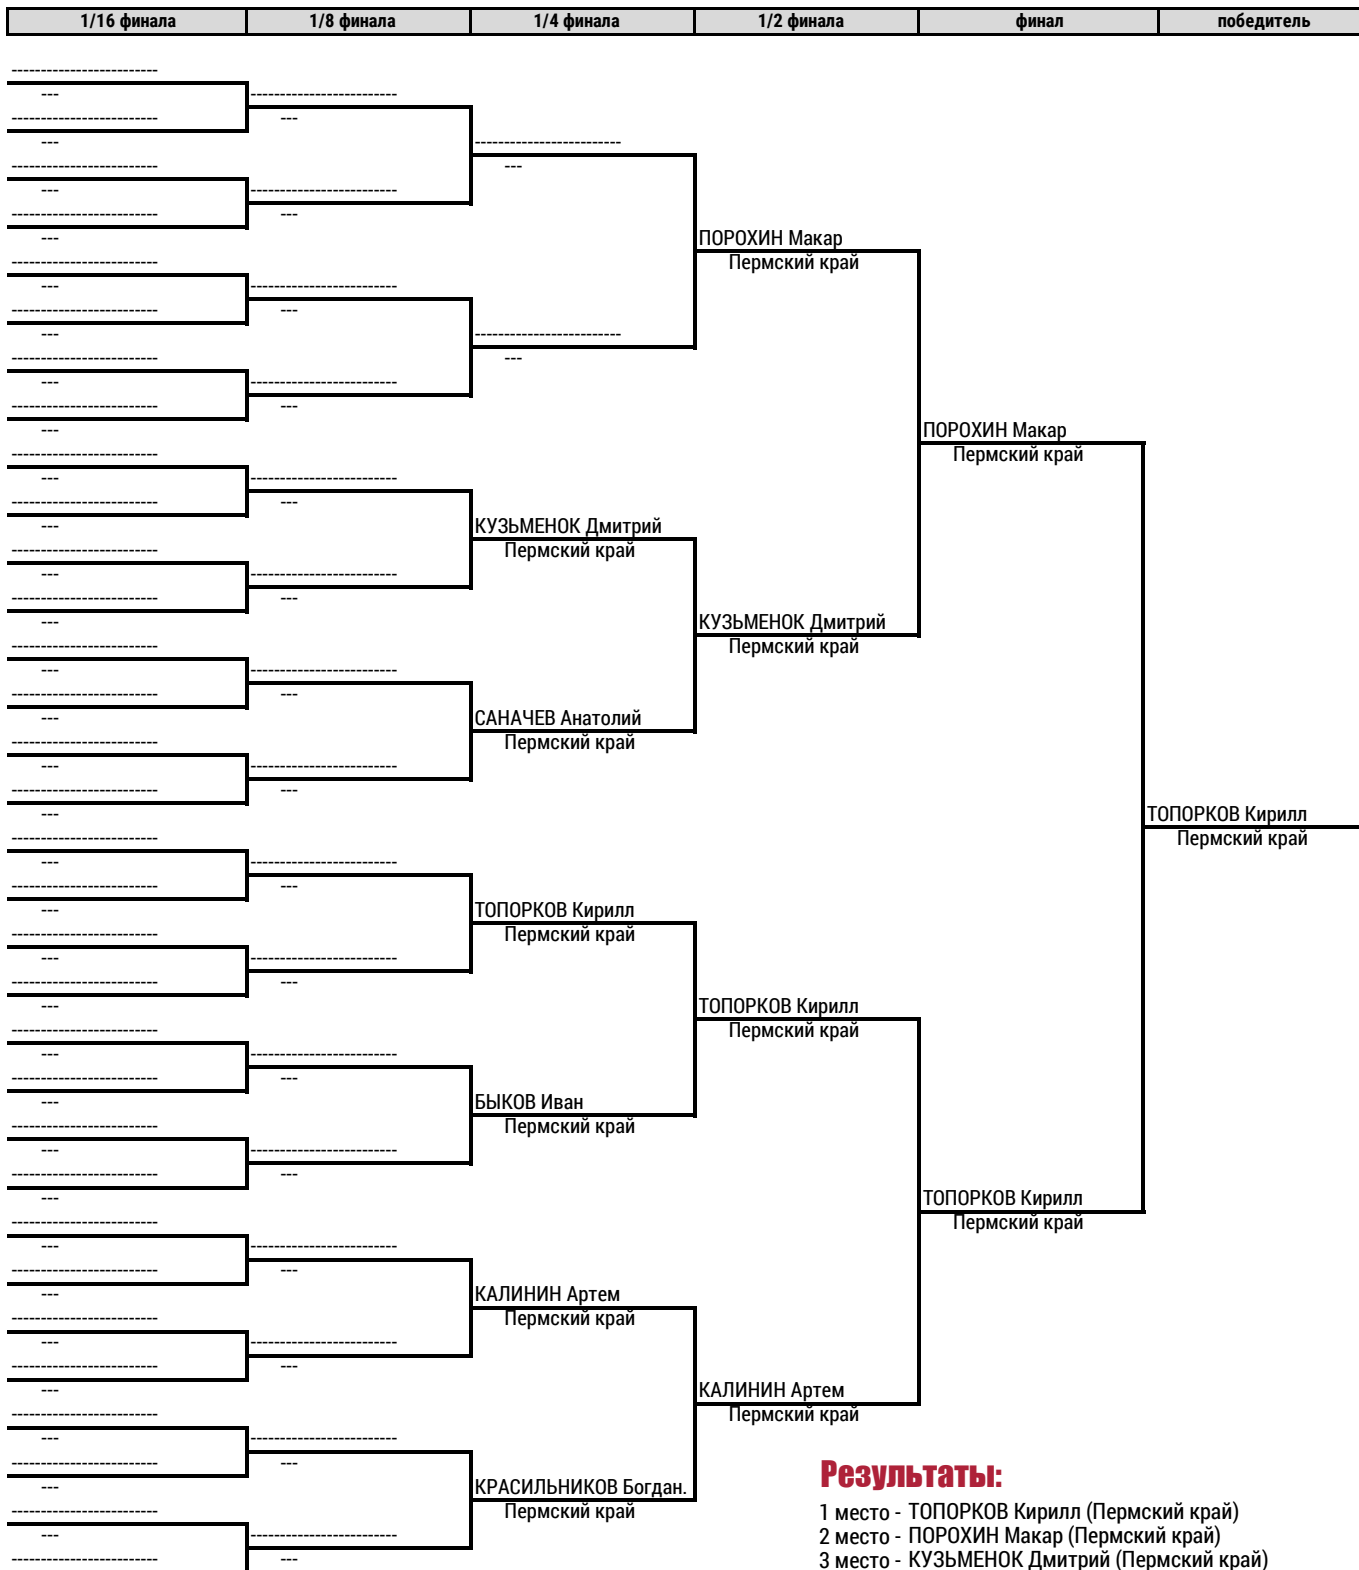 1/16 финала 1/8 финала 1/4 финала 1/2 финала финал победитель
-------------------------
--- -------------------------
------------------------- ---
--- -------------------------
------------------------- ---
--- -------------------------
------------------------- ---
--- ПОРОХИН Макар
------------------------- Пермский край
--- -------------------------
------------------------- ---
--- -------------------------
------------------------- ---
--- -------------------------
------------------------- ---
--- ПОРОХИН Макар
------------------------- Пермский край
--- -------------------------
------------------------- ---
--- КУЗЬМЕНОК Дмитрий
------------------------- Пермский край
--- -------------------------
------------------------- ---
--- КУЗЬМЕНОК Дмитрий
------------------------- Пермский край
--- -------------------------
------------------------- ---
--- САНАЧЕВ Анатолий
------------------------- Пермский край
--- -------------------------
------------------------- ---
--- ТОПОРКОВ Кирилл
------------------------- Пермский край
--- -------------------------
------------------------- ---
--- ТОПОРКОВ Кирилл
------------------------- Пермский край
--- -------------------------
------------------------- ---
--- ТОПОРКОВ Кирилл
------------------------- Пермский край
--- -------------------------
------------------------- ---
--- БЫКОВ Иван
------------------------- Пермский край
--- -------------------------
------------------------- ---
--- ТОПОРКОВ Кирилл
------------------------- Пермский край
--- -------------------------
------------------------- ---
--- КАЛИНИН Артем
------------------------- Пермский край
--- -------------------------
------------------------- ---
--- КАЛИНИН Артем
------------------------- Пермский край
--- -------------------------
------------------------- ---
Результаты:
--- КРАСИЛЬНИКОВ Богдан.
------------------------- Пермский край
1 место - ТОПОРКОВ Кирилл (Пермский край)
--- ------------------------- 2 место - ПОРОХИН Макар (Пермский край)
------------------------- --- 3 место - КУЗЬМЕНОК Дмитрий (Пермский край)